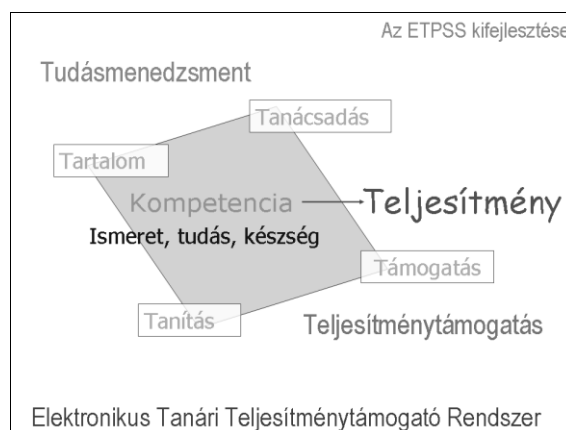 Az ETPSS kifejlesztése
Tudásmenedzsment
Tanácsadás
Tartalom
Kompetencia
Teljesítmény
Ismeret, tudás, készség
Támogatás
Tanítás
Teljesítménytámogatás
Elektronikus Tanári Teljesítménytámogató Rendszer